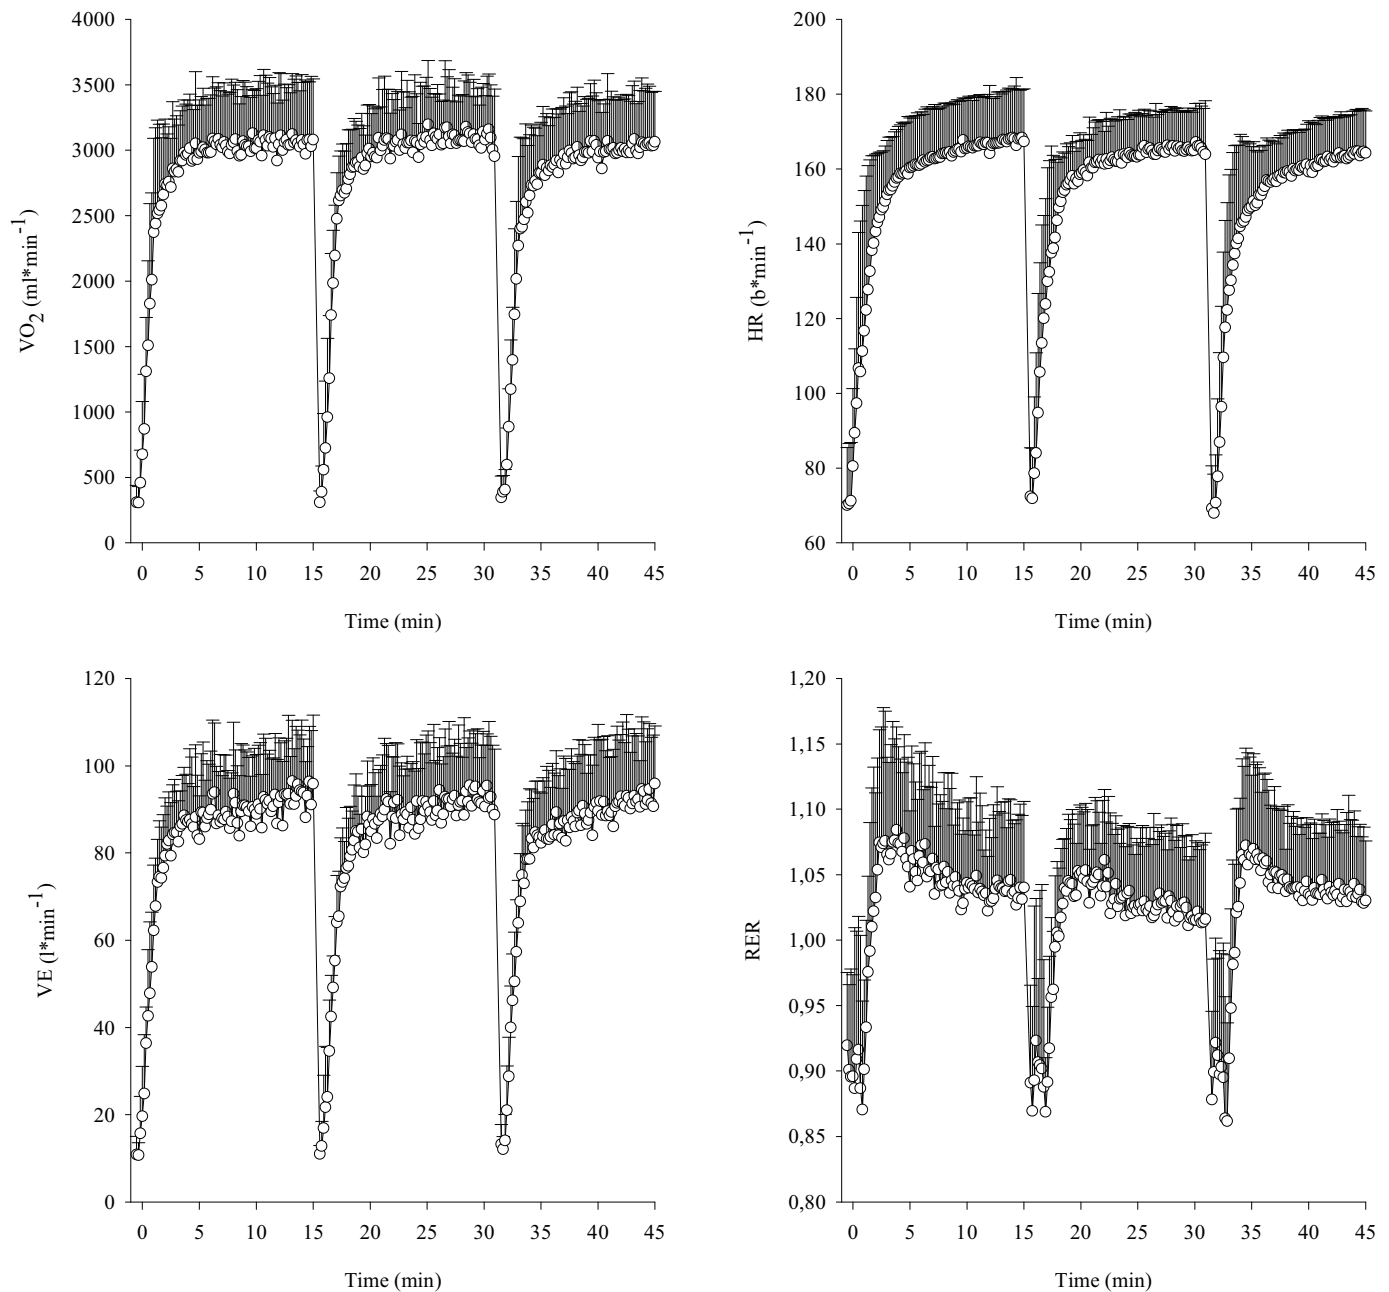 4000
3500
3000
2500
2000
1500
1000
500
0
VO2 (ml*min-1)
0 5 10 15 20 25 30 35 40 45
Time (min)
200
180
160
140
120
100
80
60
HR (b*min-1)
0 5 10 15 20 25 30 35 40 45
Time (min)
120
100
80
60
40
20
0
VE (l*min-1)
0 5 10 15 20 25 30 35 40 45
Time (min)
1,20
1,15
1,10
1,05
1,00
0,95
0,90
0,85
0,80
RER
0 5 10 15 20 25 30 35 40 45
Time (min)